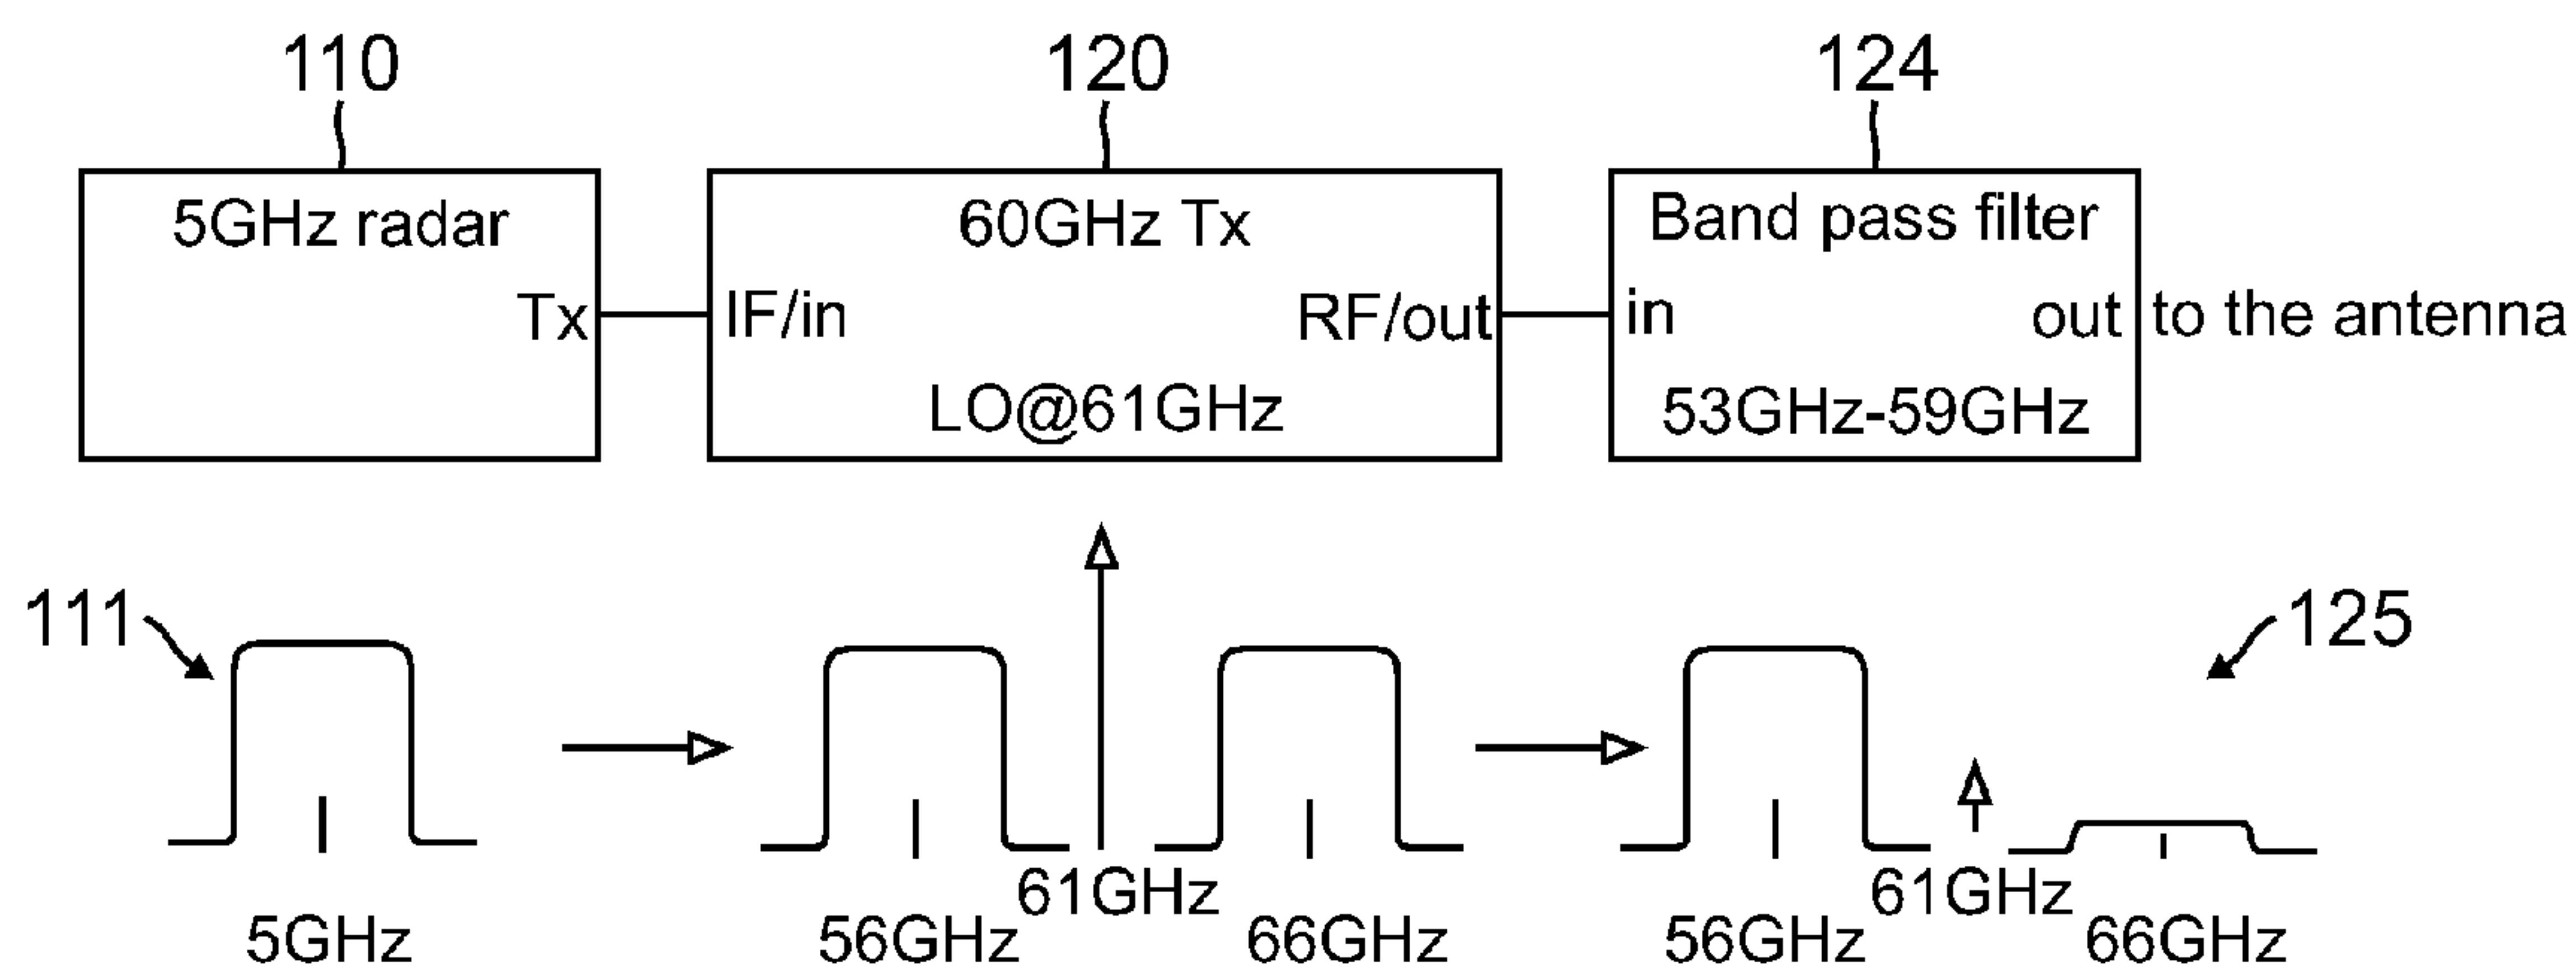 110 120 124
5GHz radar 60GHz Tx Band pass filter
Tx IF/in RF/out in out to the antenna
LO@61GHz 53GHz-59GHz
111 125
61GHz 61GHz
5GHz 56GHz 66GHz 56GHz 66GHz